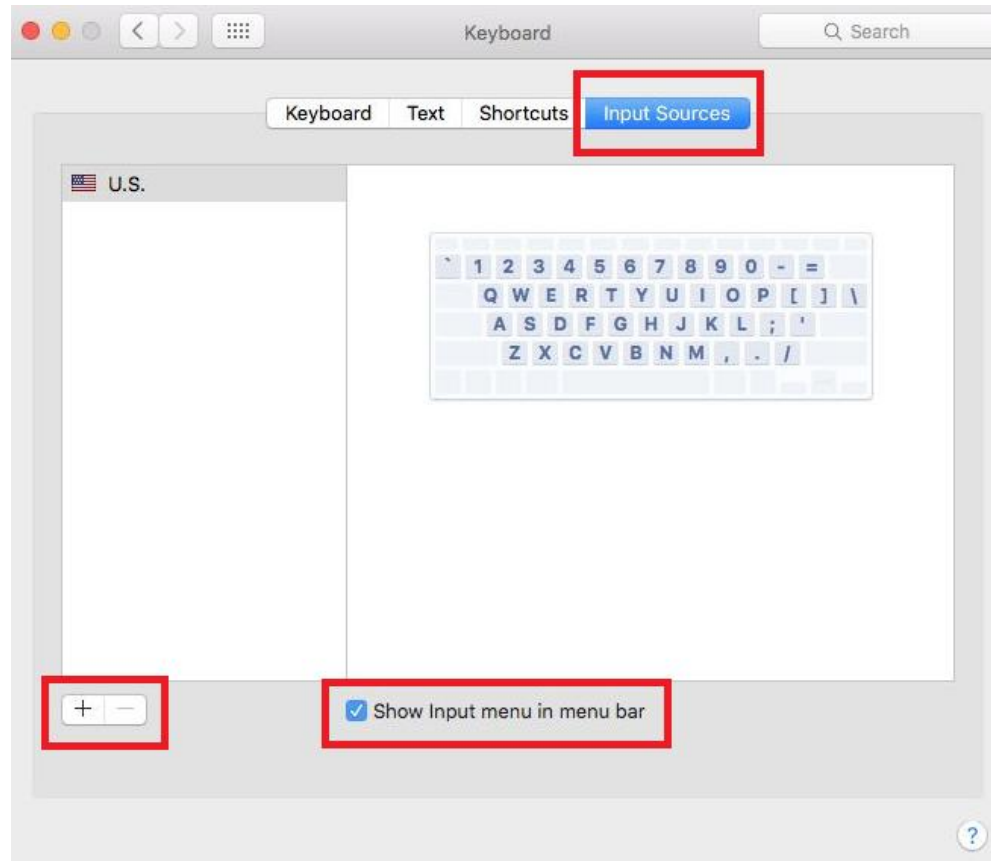 Keyboard
Search
Keyboard Text Shortcuts Input Sources
U.S.
` 1 2 3 4 5 6 7 8 9 0 - =
Q W E R T Y U I O P [ ] \
A S D F G H J K L ; '
Z X C V B N M , . /
+ −
Show Input menu in menu bar
?